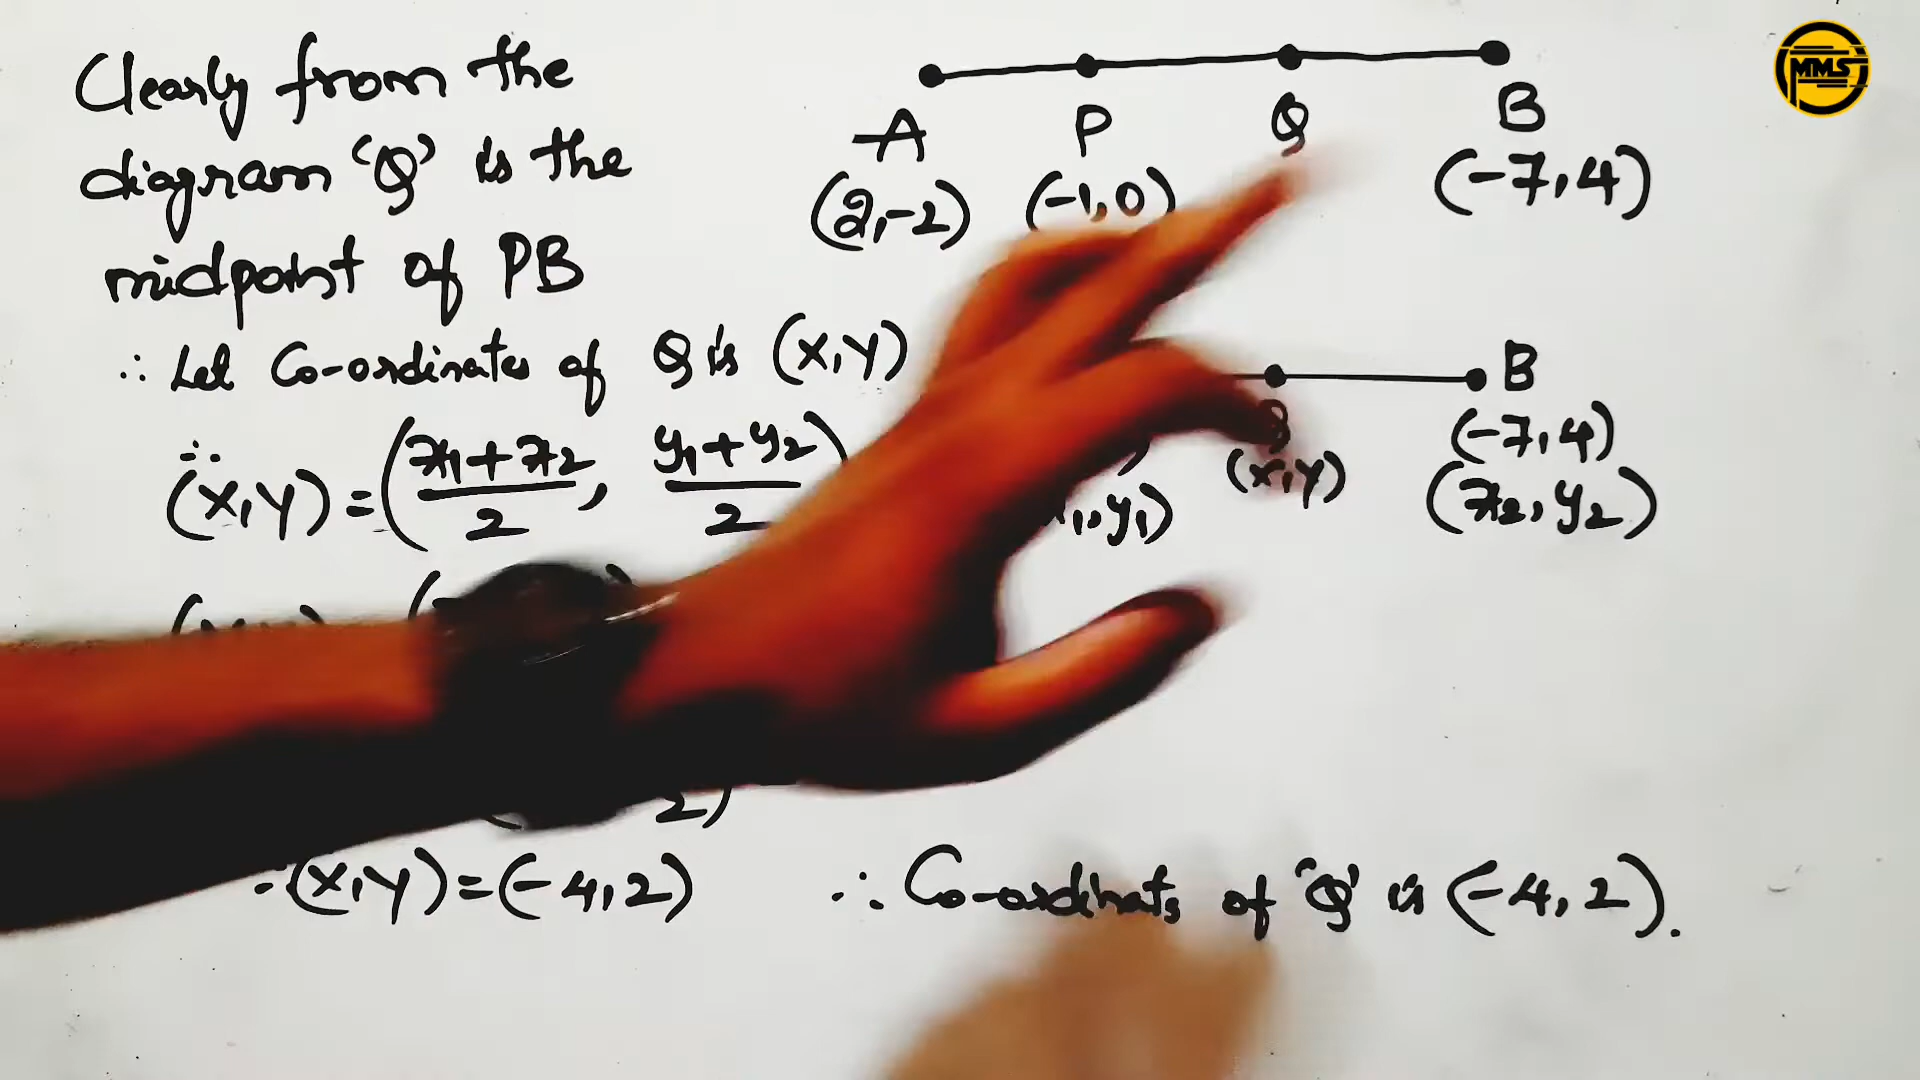 Clearly from the
diagram 'Q' is the
midpoint of PB
∴ Let Co-ordinates of Q is (x,y)
∴
(x,y) = (x₁+x₂/2, y₁+y₂/2)
2)
(x,y) = (-4,2)
A P Q B
(2,-2) (-1,0) (-7,4)
B
(-7,4)
(x,y) (x₂,y₂)
,y₁)
∴ Co-ordinats of 'Q' is (-4,2).
MMS